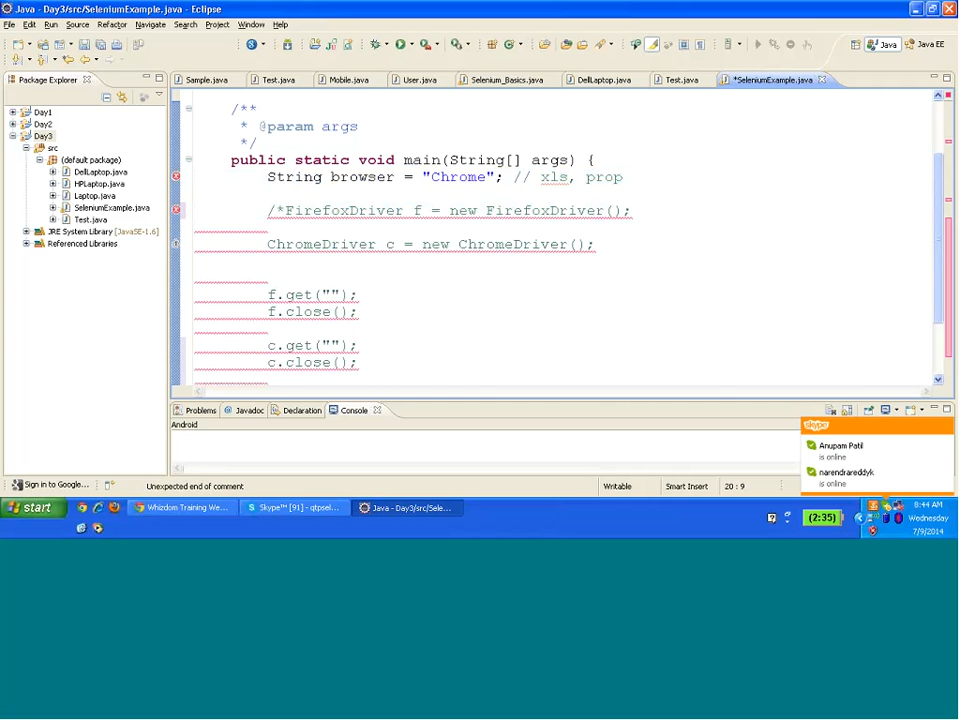 Java - Day3/src/SeleniumExample.java - Eclipse
File Edit Run Source Refactor Navigate Search Project Window Help
Java
Java EE
Package Explorer
Sample.java
Test.java
Mobile.java
User.java
Selenium_Basics.java
DellLaptop.java
Test.java
*SeleniumExample.java
Day1
Day2
Day3
src
(default package)
DellLaptop.java
HPLaptop.java
Laptop.java
SeleniumExample.java
Test.java
JRE System Library [JavaSE-1.6]
Referenced Libraries
/**
* @param args
*/
public static void main(String[] args) {
String browser = "Chrome"; // xls, prop
/*FirefoxDriver f = new FirefoxDriver();
ChromeDriver c = new ChromeDriver();
f.get("");
f.close();
c.get("");
c.close();
Problems
Javadoc
Declaration
Console
Android
skype
Anupam Patil
is online
narendrareddyk
is online
Sign in to Google...
Unexpected end of comment
Writable
Smart Insert
20 : 9
start
Whizdom Training We...
Skype™ [91] - qtpsel...
Java - Day3/src/Sele...
(2:35)
8:44 AM
Wednesday
7/9/2014